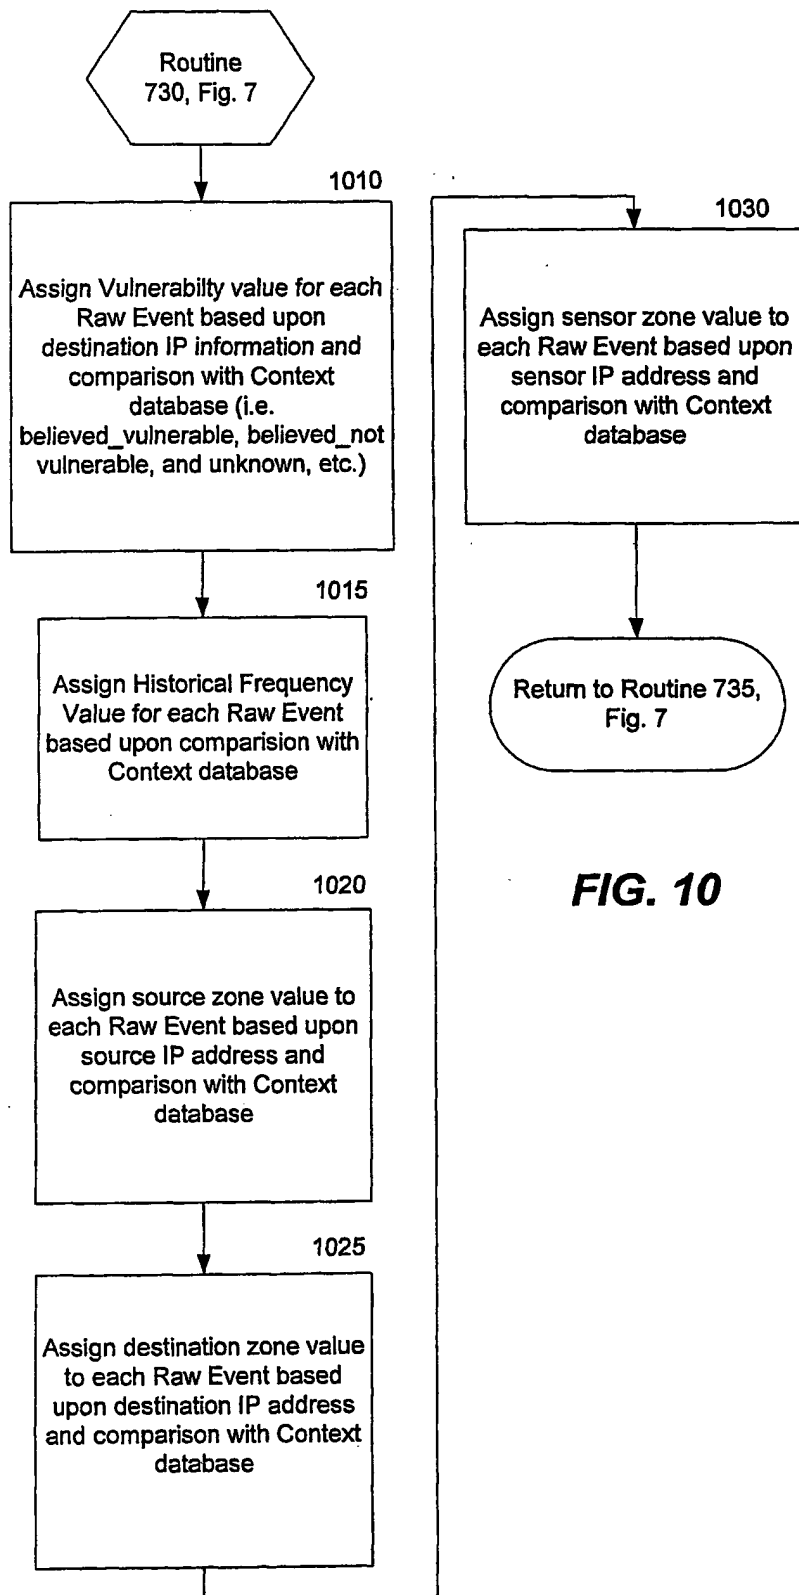 Routine
730, Fig. 7
1010
Assign Vulnerabilty value for each
Raw Event based upon
destination IP information and
comparison with Context
database (i.e.
believed_vulnerable, believed_not
vulnerable, and unknown, etc.)
1015
Assign Historical Frequency
Value for each Raw Event
based upon comparision with
Context database
1020
Assign source zone value to
each Raw Event based upon
source IP address and
comparison with Context
database
1025
Assign destination zone value
to each Raw Event based
upon destination IP address
and comparison with Context
database
1030
Assign sensor zone value to
each Raw Event based upon
sensor IP address and
comparison with Context
database
Return to Routine 735,
Fig. 7
FIG. 10